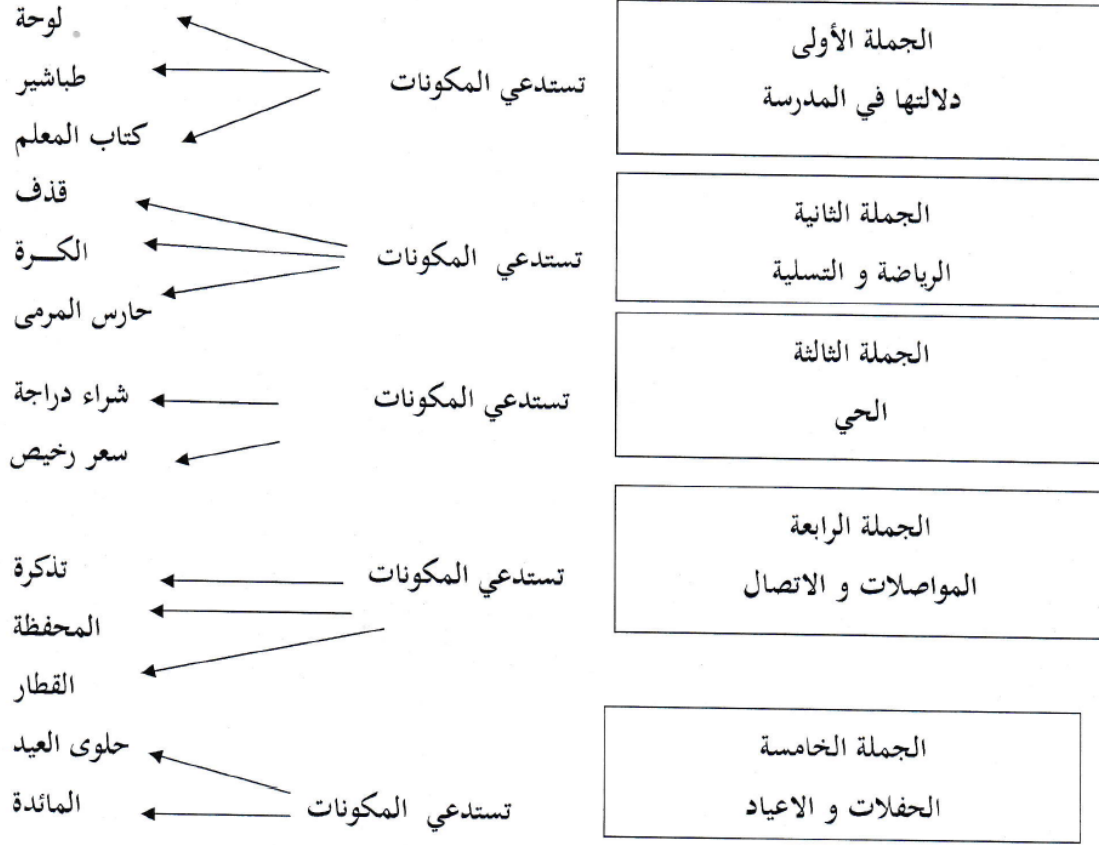 الجملة الأولى
دلالتها في المدرسة
تستدعي المكونات
لوحة
طباشير
كتاب المعلم
الجملة الثانية
الرياضة و التسلية
تستدعي المكونات
قذف
الكـــرة
حارس المرمى
الجملة الثالثة
الحي
تستدعي المكونات
شراء دراجة
سعر رخيص
الجملة الرابعة
المواصلات و الاتصال
تستدعي المكونات
تذكرة
المحفظة
القطار
الجملة الخامسة
الحفلات و الاعياد
تستدعي المكونات
حلوى العيد
المائدة